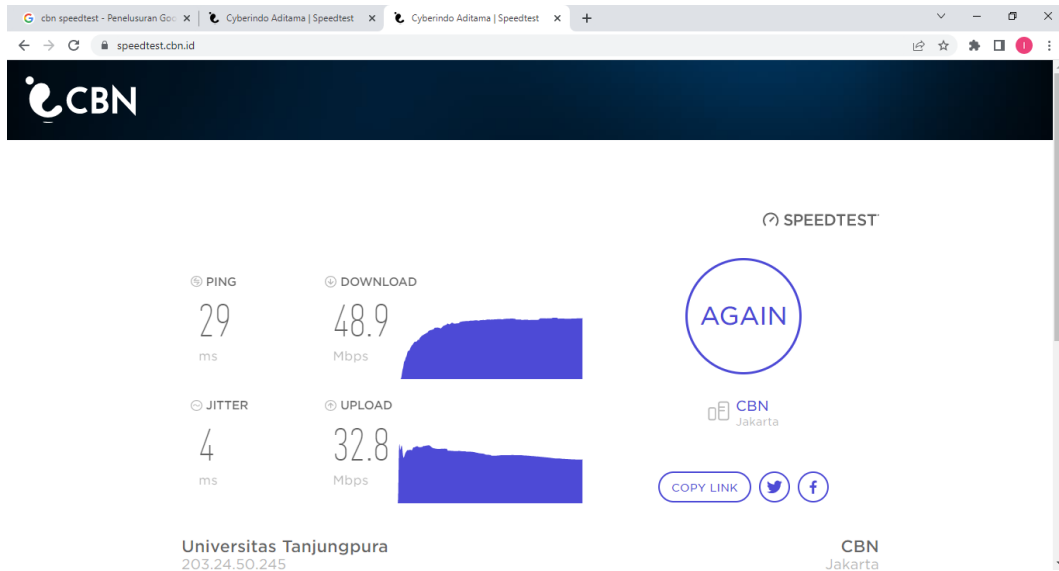 cbn speedtest - Penelusuran Goo
Cyberindo Aditama | Speedtest
Cyberindo Aditama | Speedtest
speedtest.cbn.id
I
CBN
SPEEDTEST
PING
29
ms
DOWNLOAD
48.9
Mbps
AGAIN
JITTER
4
ms
UPLOAD
32.8
Mbps
CBN
Jakarta
COPY LINK
Universitas Tanjungpura
203.24.50.245
CBN
Jakarta